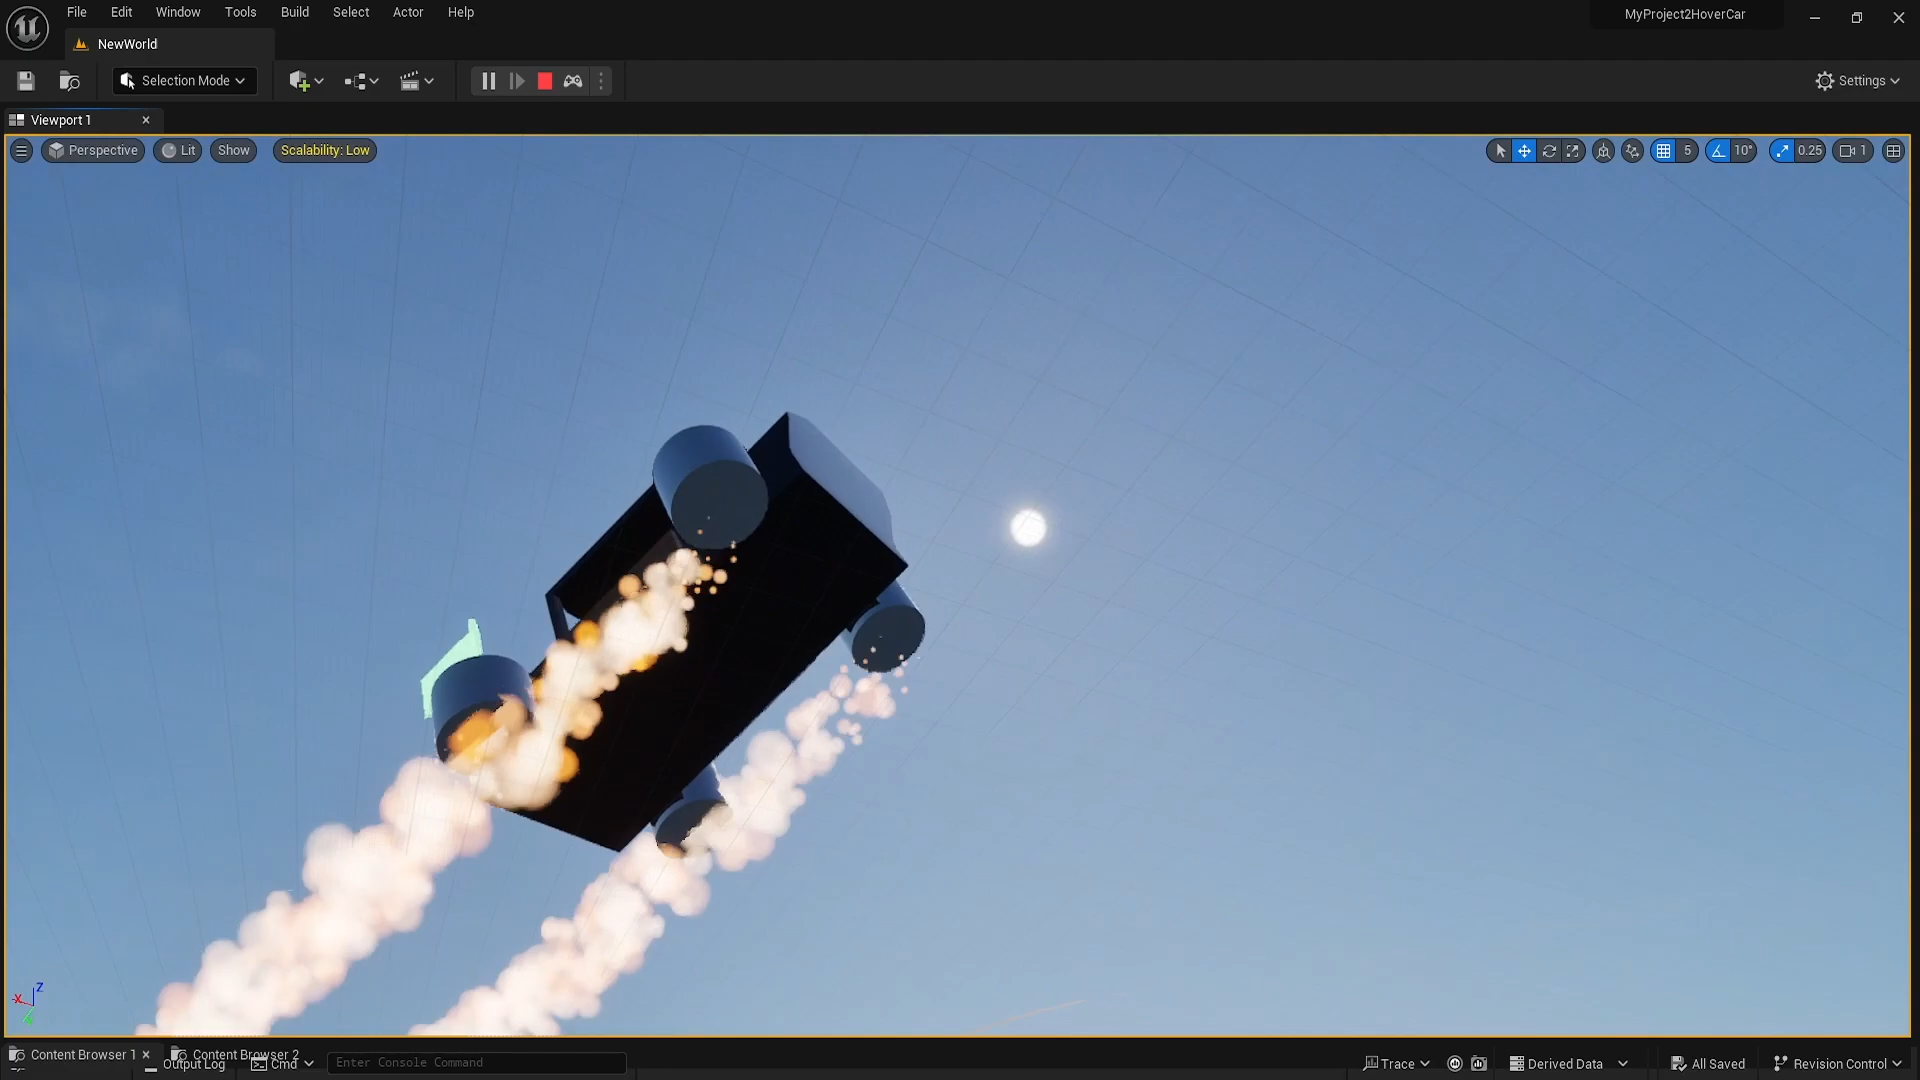 File Edit Window Tools Build Select Actor Help
MyProject2HoverCar
NewWorld
Selection Mode
Settings
Viewport 1
Perspective Lit Show Scalability: Low
5 10° 0.25 1
Z
X
Content Browser 1 Content Browser 2
Output Log Cmd Enter Console Command Trace Derived Data All Saved Revision Control